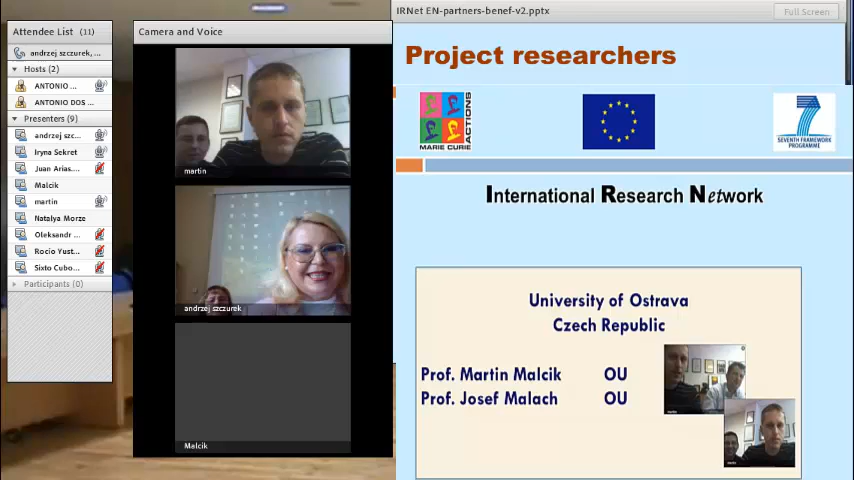 Attendee List (11)
andrzej szczurek,...
Hosts (2)
ANTONIO ...
ANTONIO DOS ...
Presenters (9)
andrzej szc...
Iryna Sekret
Juan Arias....
Malcik
martin
Natalya Morze
Oleksandr ...
Rocio Yust...
Sixto Cubo...
Participants (0)
Camera and Voice
martin
andrzej szczurek
Malcik
IRNet EN-partners-benef-v2.pptx
Full Screen
Project researchers
MARIE CURIE ACTIONS
7
SEVENTH FRAMEWORK
PROGRAMME
International Research Network
University of Ostrava
Czech Republic
Prof. Martin Malcik OU
Prof. Josef Malach OU
martin
martin